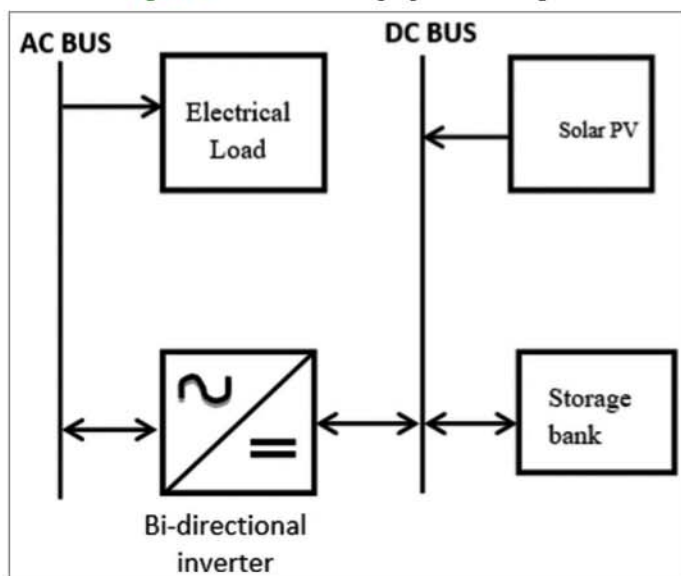 AC BUS
DC BUS
Electrical
Load
Solar PV
Storage
bank
Bi-directional
inverter